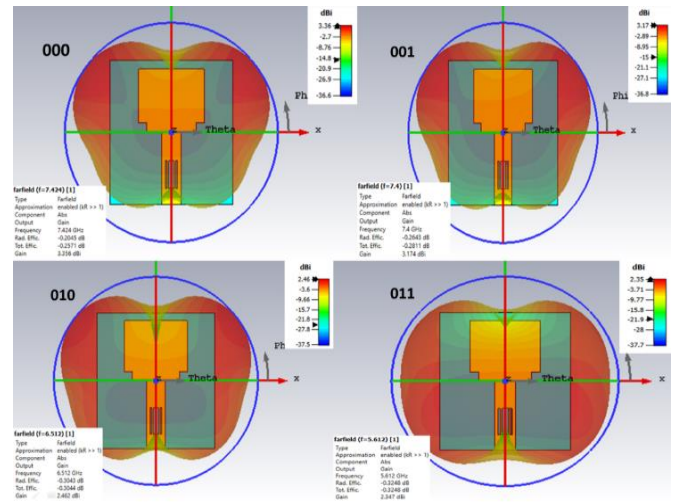 000
dBi
3.36
-2.7
-8.76
-14.8
-20.9
-26.9
-36.6
Phi
Theta
x
farfield (f=7.424) [1]
Type Farfield
Approximation enabled (kR >> 1)
Component Abs
Output Gain
Frequency 7.424 GHz
Rad. Effic. -0.2045 dB
Tot. Effic. -0.2571 dB
Gain 3.336 dB
001
dBi
3.17
-2.89
-8.95
-15
-21.1
-27.1
-36.8
Phi
Theta
x
farfield (f=7.4) [1]
Type Farfield
Approximation enabled (kR >> 1)
Component Abs
Output Gain
Frequency 7.4 GHz
Rad. Effic. -0.2643 dB
Tot. Effic. -0.2811 dB
Gain 3.174 dB
010
dBi
2.46
-3.6
-9.66
-15.7
-21.8
-27.8
-37.5
Ph
Theta
x
farfield (f=6.512) [1]
Type Farfield
Approximation enabled (kR >> 1)
Component Abs
Output Gain
Frequency 6.512 GHz
Rad. Effic. -0.3043 dB
Tot. Effic. -0.3044 dB
Gain 2.462 dB
011
dBi
2.35
-3.71
-9.77
-15.8
-21.9
-28
-37.7
Phi
Theta
x
farfield (f=5.612) [1]
Type Farfield
Approximation enabled (kR >> 1)
Component Abs
Output Gain
Frequency 5.612 GHz
Rad. Effic. -0.3248 dB
Tot. Effic. -0.3248 dB
Gain 2.347 dB